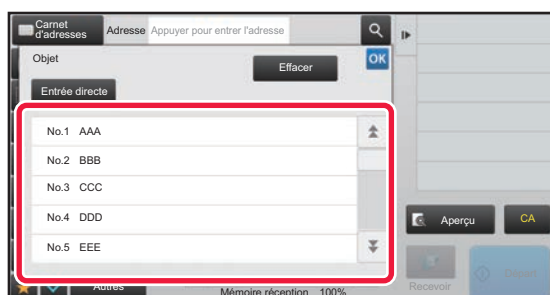 Carnet d'adresses
Adresse Appuyer pour entrer l'adresse
Objet
Effacer
OK
Entrée directe
No.1 AAA
No.2 BBB
No.3 CCC
No.4 DDD
No.5 EEE
Aperçu
CA
Autres
Mémoire réception 100%
Recevoir
Départ